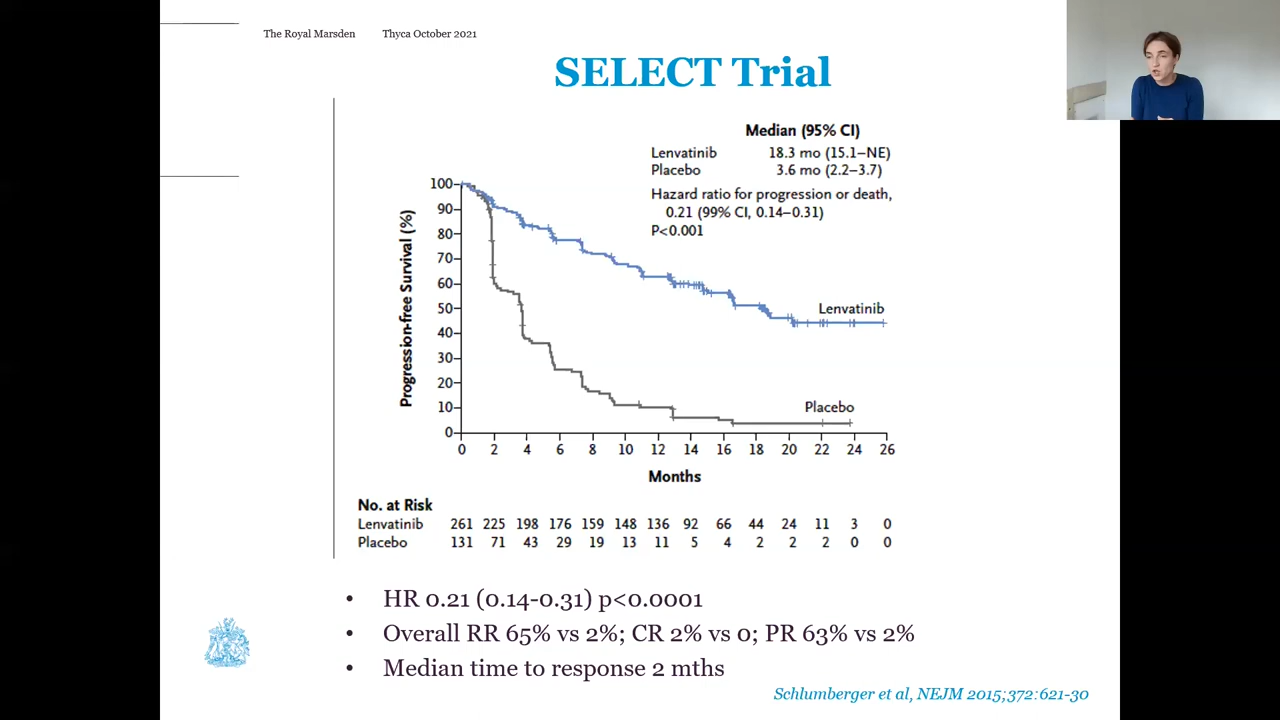 The Royal Marsden Thyca October 2021
SELECT Trial
Median (95% CI)
Lenvatinib 18.3 mo (15.1–NE)
Placebo 3.6 mo (2.2–3.7)
Hazard ratio for progression or death,
0.21 (99% CI, 0.14–0.31)
P<0.001
Progression-free Survival (%)
100
90
80
70
60
50
40
30
20
10
0
Lenvatinib
Placebo
0 2 4 6 8 10 12 14 16 18 20 22 24 26
Months
No. at Risk
Lenvatinib 261 225 198 176 159 148 136 92 66 44 24 11 3 0
Placebo 131 71 43 29 19 13 11 5 4 2 2 2 0 0
• HR 0.21 (0.14-0.31) p<0.0001
• Overall RR 65% vs 2%; CR 2% vs 0; PR 63% vs 2%
• Median time to response 2 mths
Schlumberger et al, NEJM 2015;372:621-30